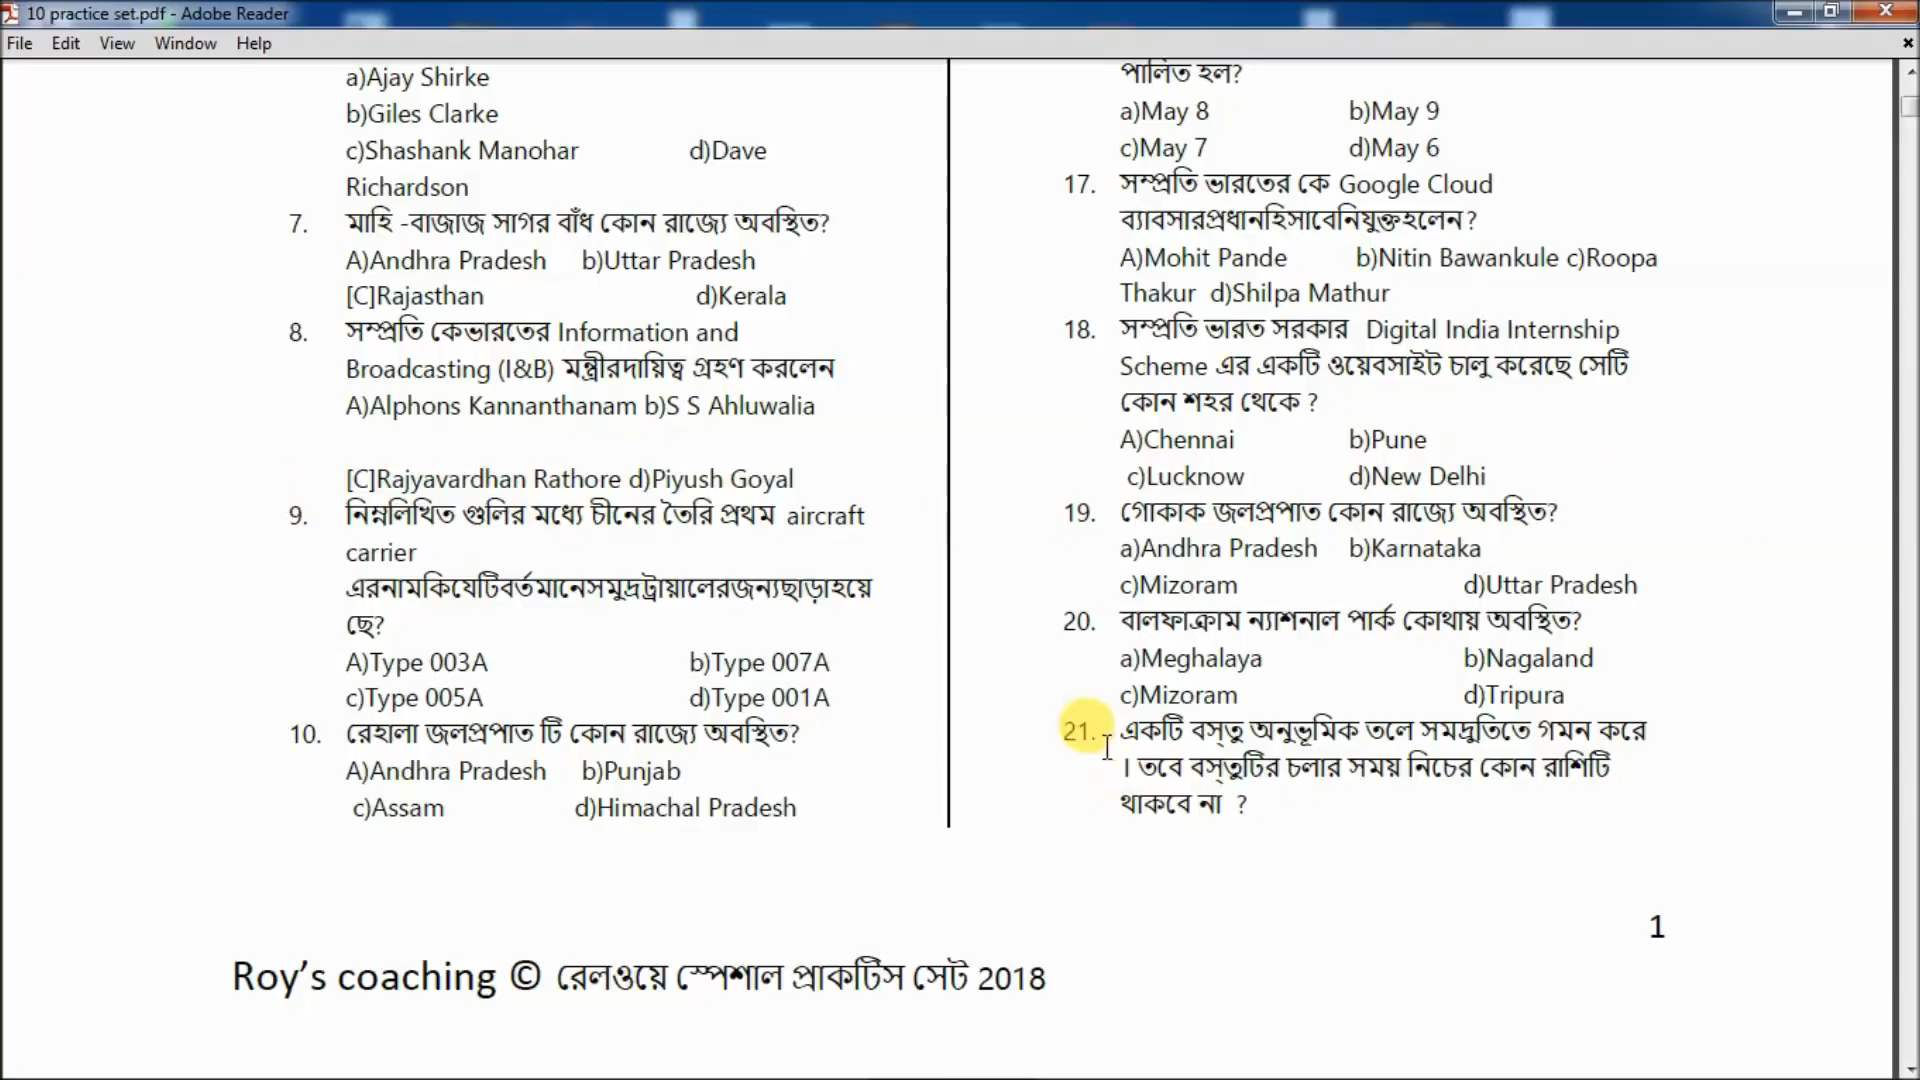 10 practice set.pdf - Adobe Reader
File Edit View Window Help
a)Ajay Shirke
b)Giles Clarke
c)Shashank Manohar d)Dave
Richardson
7. মাহি -বাজাজ সাগর বাঁধ কোন রাজ্যে অবস্থিত?
A)Andhra Pradesh b)Uttar Pradesh
[C]Rajasthan d)Kerala
8. সম্প্রতি কেভারতের Information and
Broadcasting (I&B) মন্ত্রীরদায়িত্ব গ্রহণ করলেন
A)Alphons Kannanthanam b)S S Ahluwalia
[C]Rajyavardhan Rathore d)Piyush Goyal
9. নিম্নলিখিত গুলির মধ্যে চীনের তৈরি প্রথম aircraft
carrier
এরনামকিযেটিবর্তমানেসমুদ্রট্রায়ালেরজন্যছাড়াহয়ে
ছে?
A)Type 003A b)Type 007A
c)Type 005A d)Type 001A
10. রেহালা জলপ্রপাত টি কোন রাজ্যে অবস্থিত?
A)Andhra Pradesh b)Punjab
c)Assam d)Himachal Pradesh
পালিত হল?
a)May 8 b)May 9
c)May 7 d)May 6
17. সম্প্রতি ভারতের কে Google Cloud
ব্যাবসারপ্রধানহিসাবেনিযুক্তহলেন?
A)Mohit Pande b)Nitin Bawankule c)Roopa
Thakur d)Shilpa Mathur
18. সম্প্রতি ভারত সরকার Digital India Internship
Scheme এর একটি ওয়েবসাইট চালু করেছে সেটি
কোন শহর থেকে ?
A)Chennai b)Pune
c)Lucknow d)New Delhi
19. গোকাক জলপ্রপাত কোন রাজ্যে অবস্থিত?
a)Andhra Pradesh b)Karnataka
c)Mizoram d)Uttar Pradesh
20. বালফাক্রাম ন্যাশনাল পার্ক কোথায় অবস্থিত?
a)Meghalaya b)Nagaland
c)Mizoram d)Tripura
21. একটি বস্তু অনুভূমিক তলে সমদ্রুতিতে গমন করে
। তবে বস্তুটির চলার সময় নিচের কোন রাশিটি
থাকবে না ?
1
Roy's coaching © রেলওয়ে স্পেশাল প্রাকটিস সেট 2018